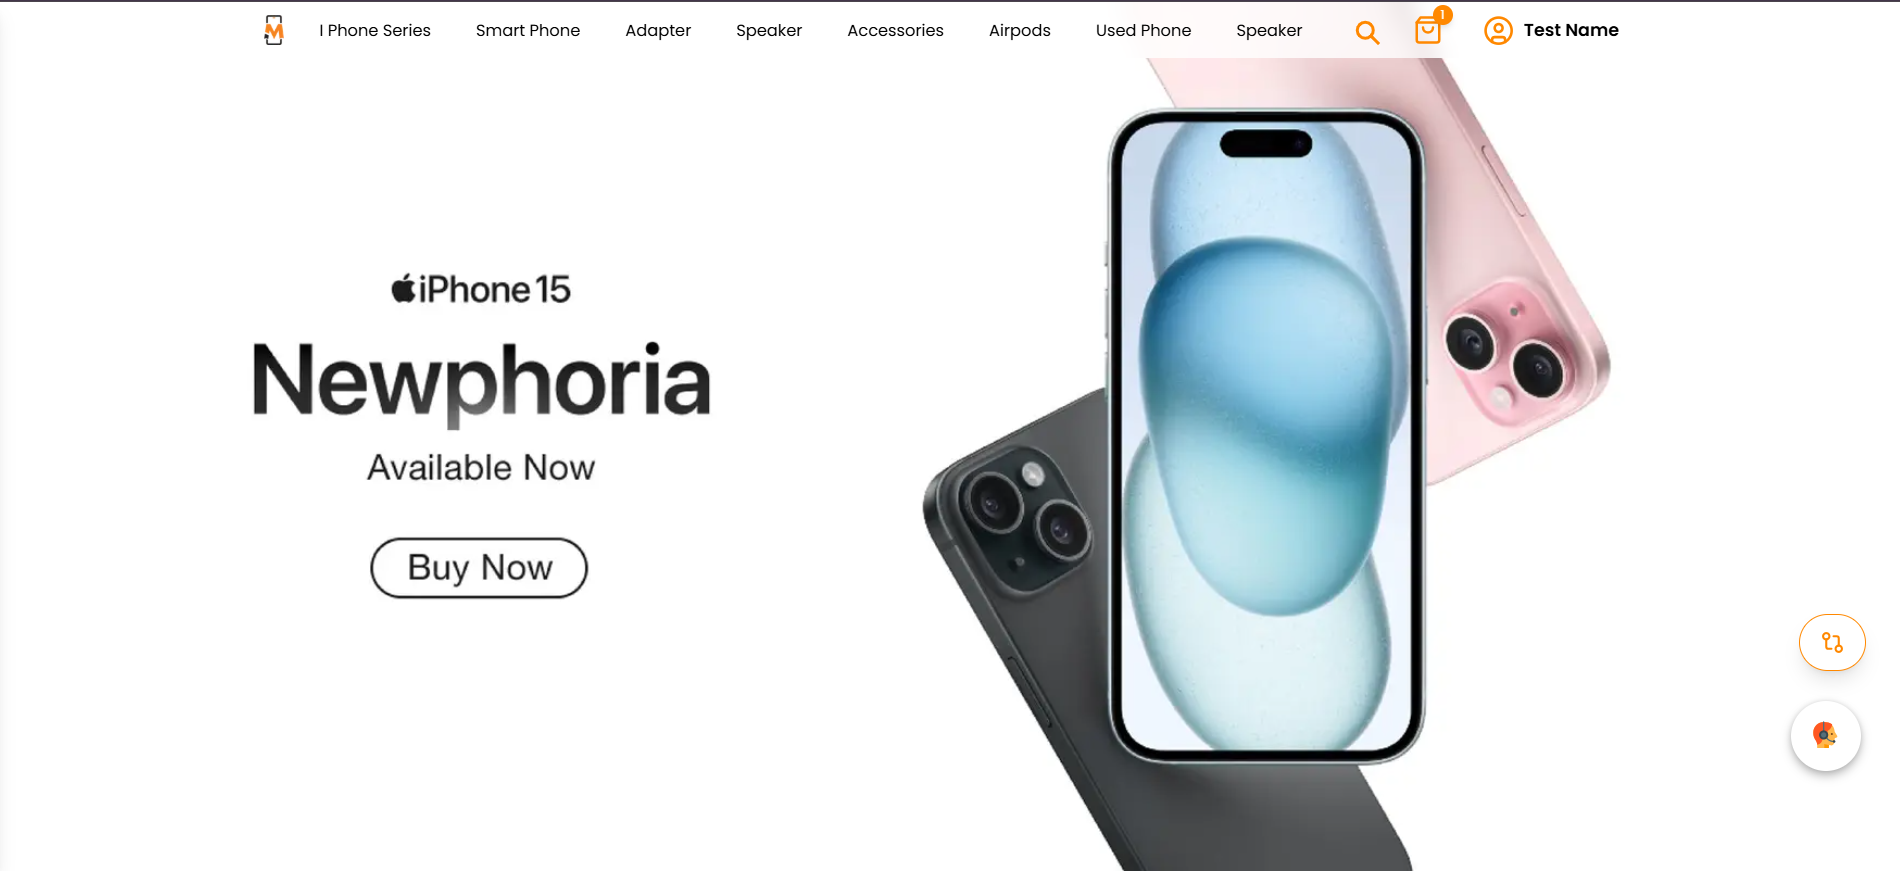 M I Phone Series Smart Phone Adapter Speaker Accessories Airpods Used Phone Speaker 1 Test Name
iPhone 15
Newphoria
Available Now
Buy Now